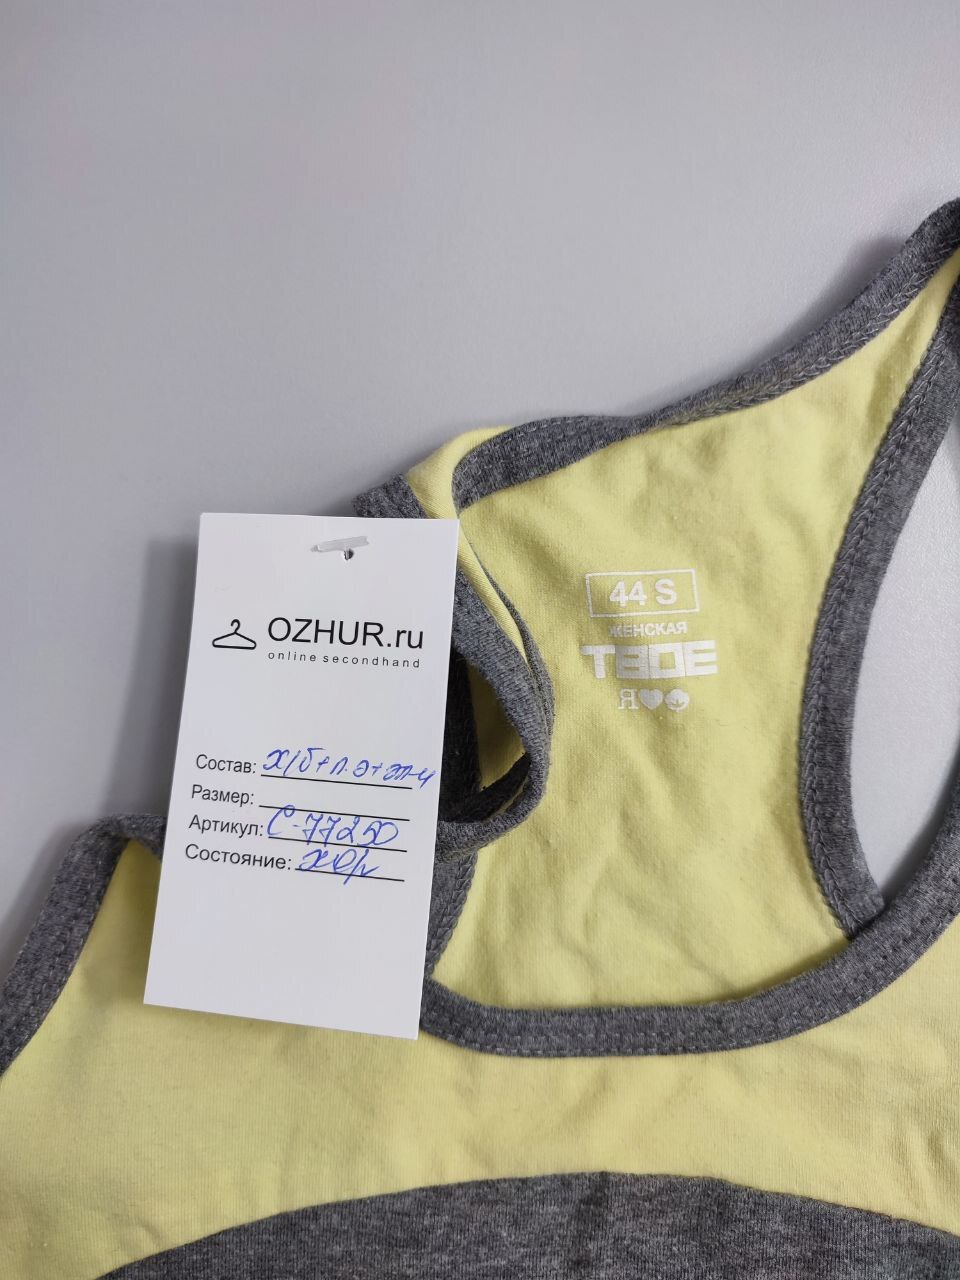 OZHUR.ru
online secondhand
Состав: х/б+п.э+эл-н
Размер:
Артикул: С-77250
Состояние: хор
44 S
ЖЕНСКАЯ
ТВОЕ
Я